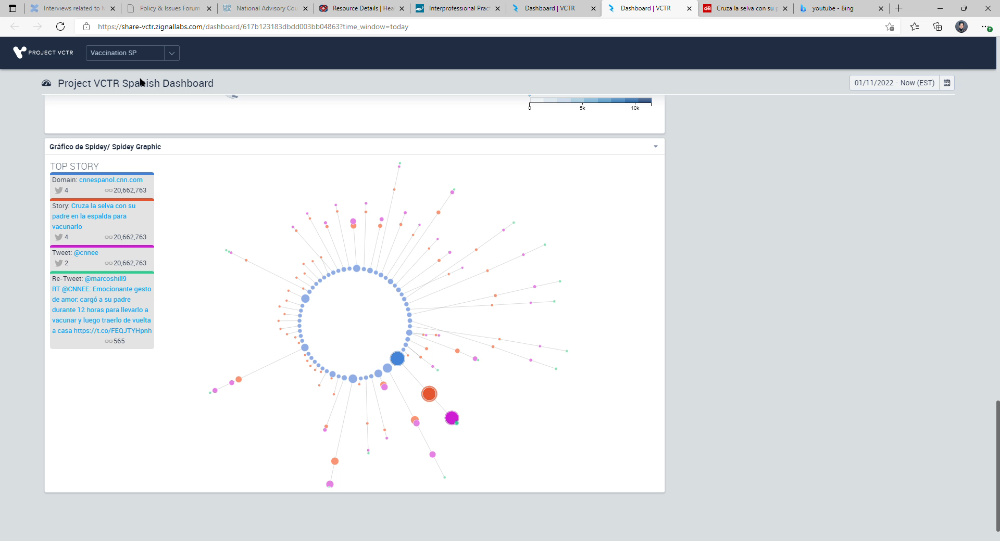 Interviews related to M
Policy & Issues Forum
HR SA
National Advisory Cou
Resource Details | Hea
Interprofessional Pract
Dashboard | VCTR
Dashboard | VCTR
CNN
Cruza la selva con su p
youtube - Bing
https://share-vctr.zignallabs.com/dashboard/617b123183dbdd003bb04863?time_window=today
PROJECT VCTR
Vaccination SP
Project VCTR Spanish Dashboard
01/11/2022 - Now (EST)
0 5k 10k
Gráfico de Spidey/ Spidey Graphic
TOP STORY
Domain: cnnespanol.cnn.com
4 20,662,763
Story: Cruza la selva con su
padre en la espalda para
vacunarlo
4 20,662,763
Tweet: @cnnee
2 20,662,763
Re-Tweet: @marcoshill9
RT @CNNEE: Emocionante gesto
de amor: cargó a su padre
durante 12 horas para llevarlo a
vacunar y luego traerlo de vuelta
a casa https://t.co/FEQJTYHpnh
565